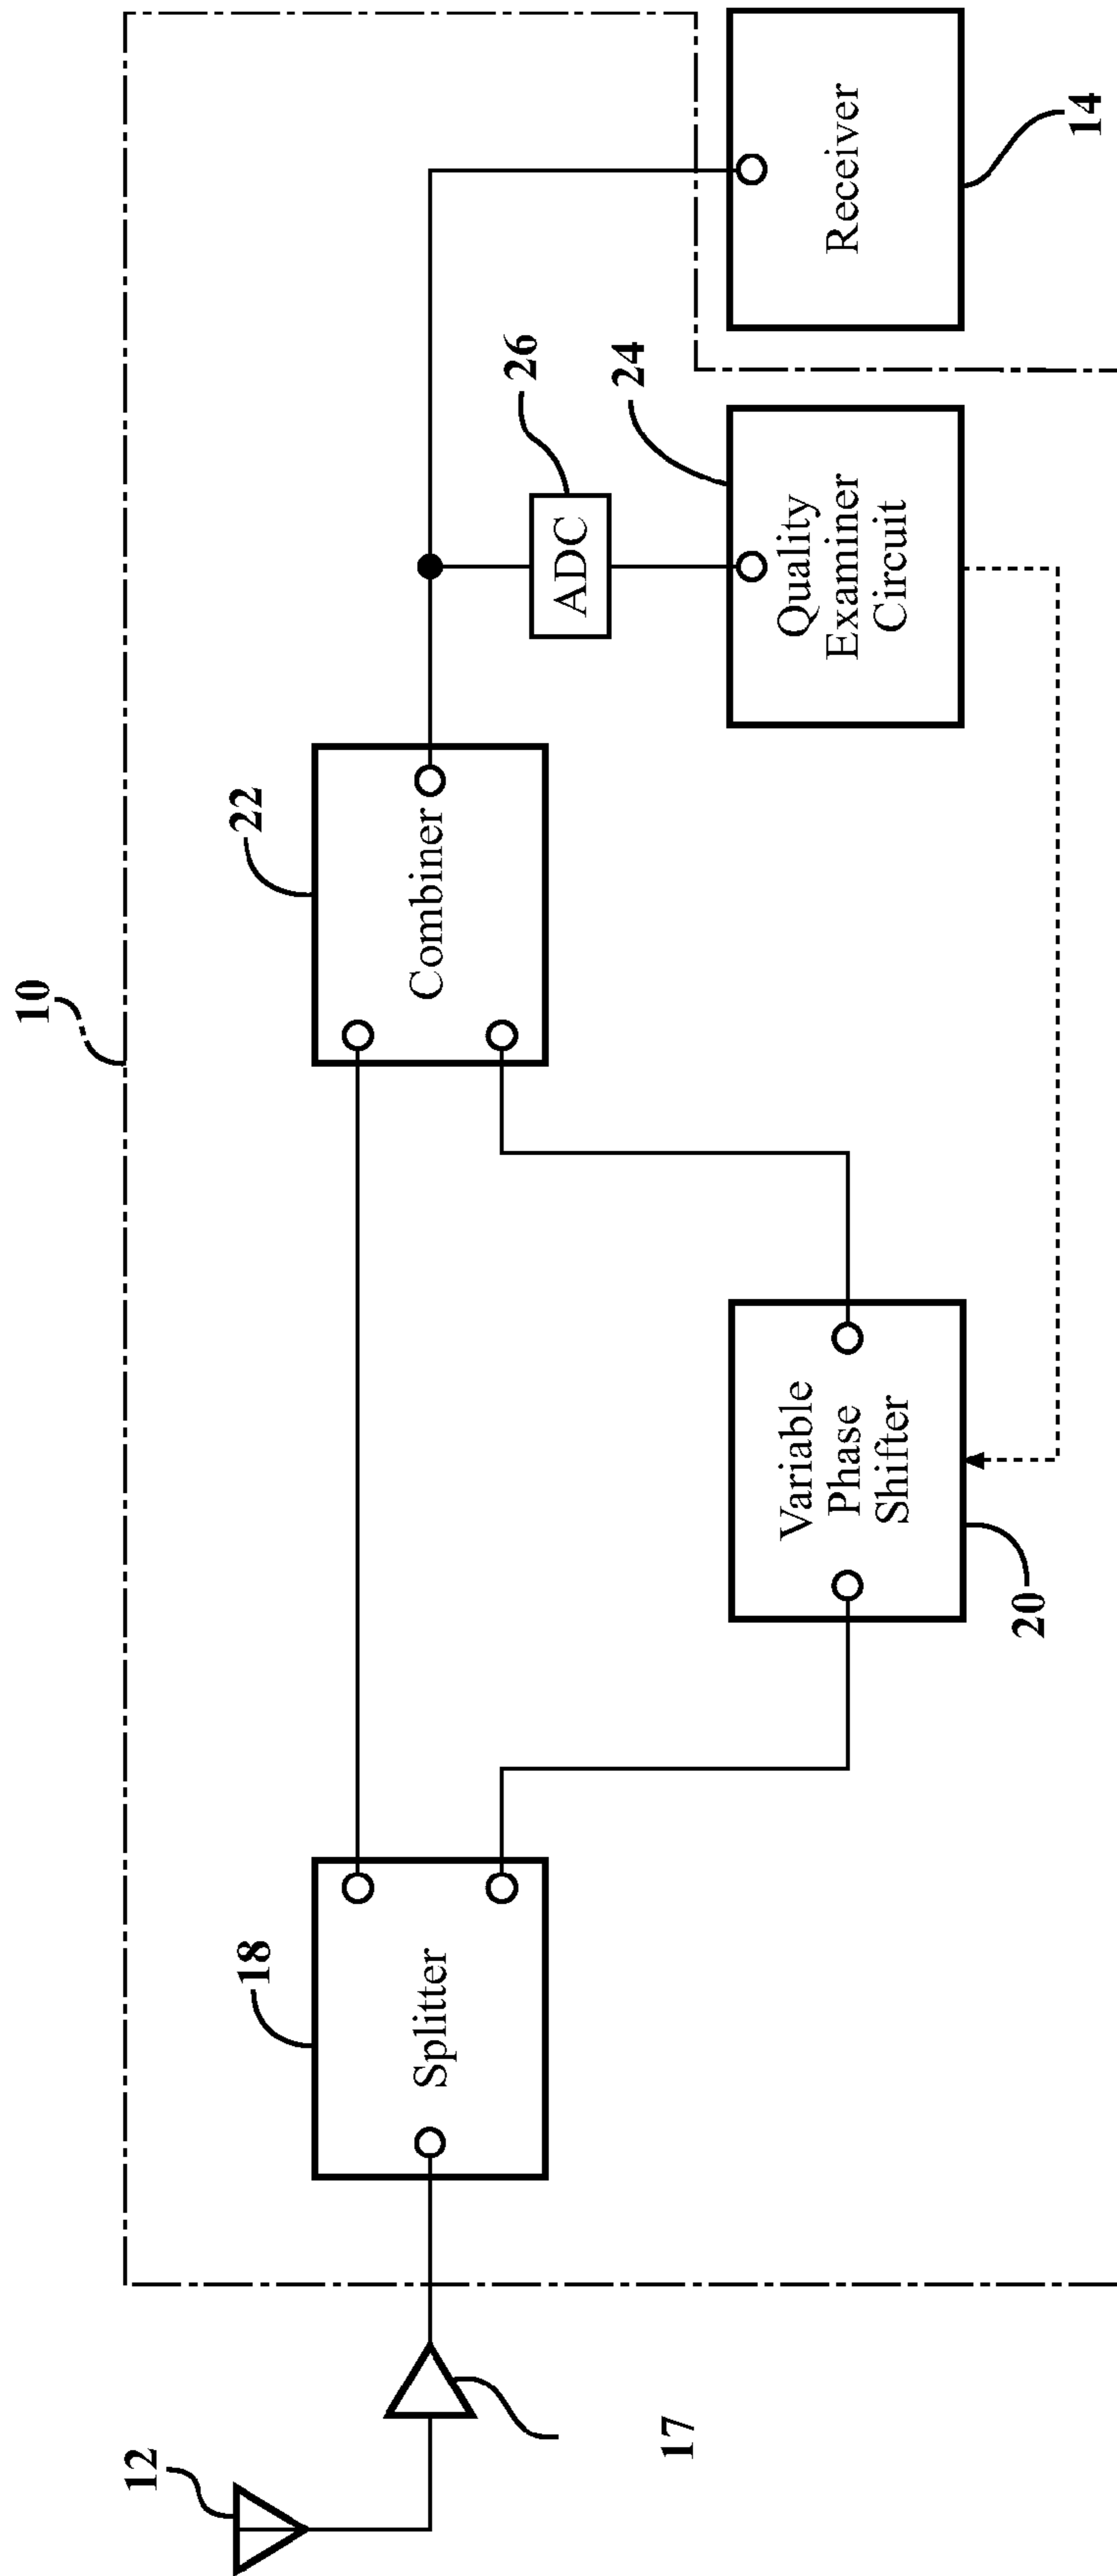 10
12
17
18
Splitter
22
Combiner
Variable
Phase
Shifter
20
26
ADC
24
Quality
Examiner
Circuit
Receiver
14